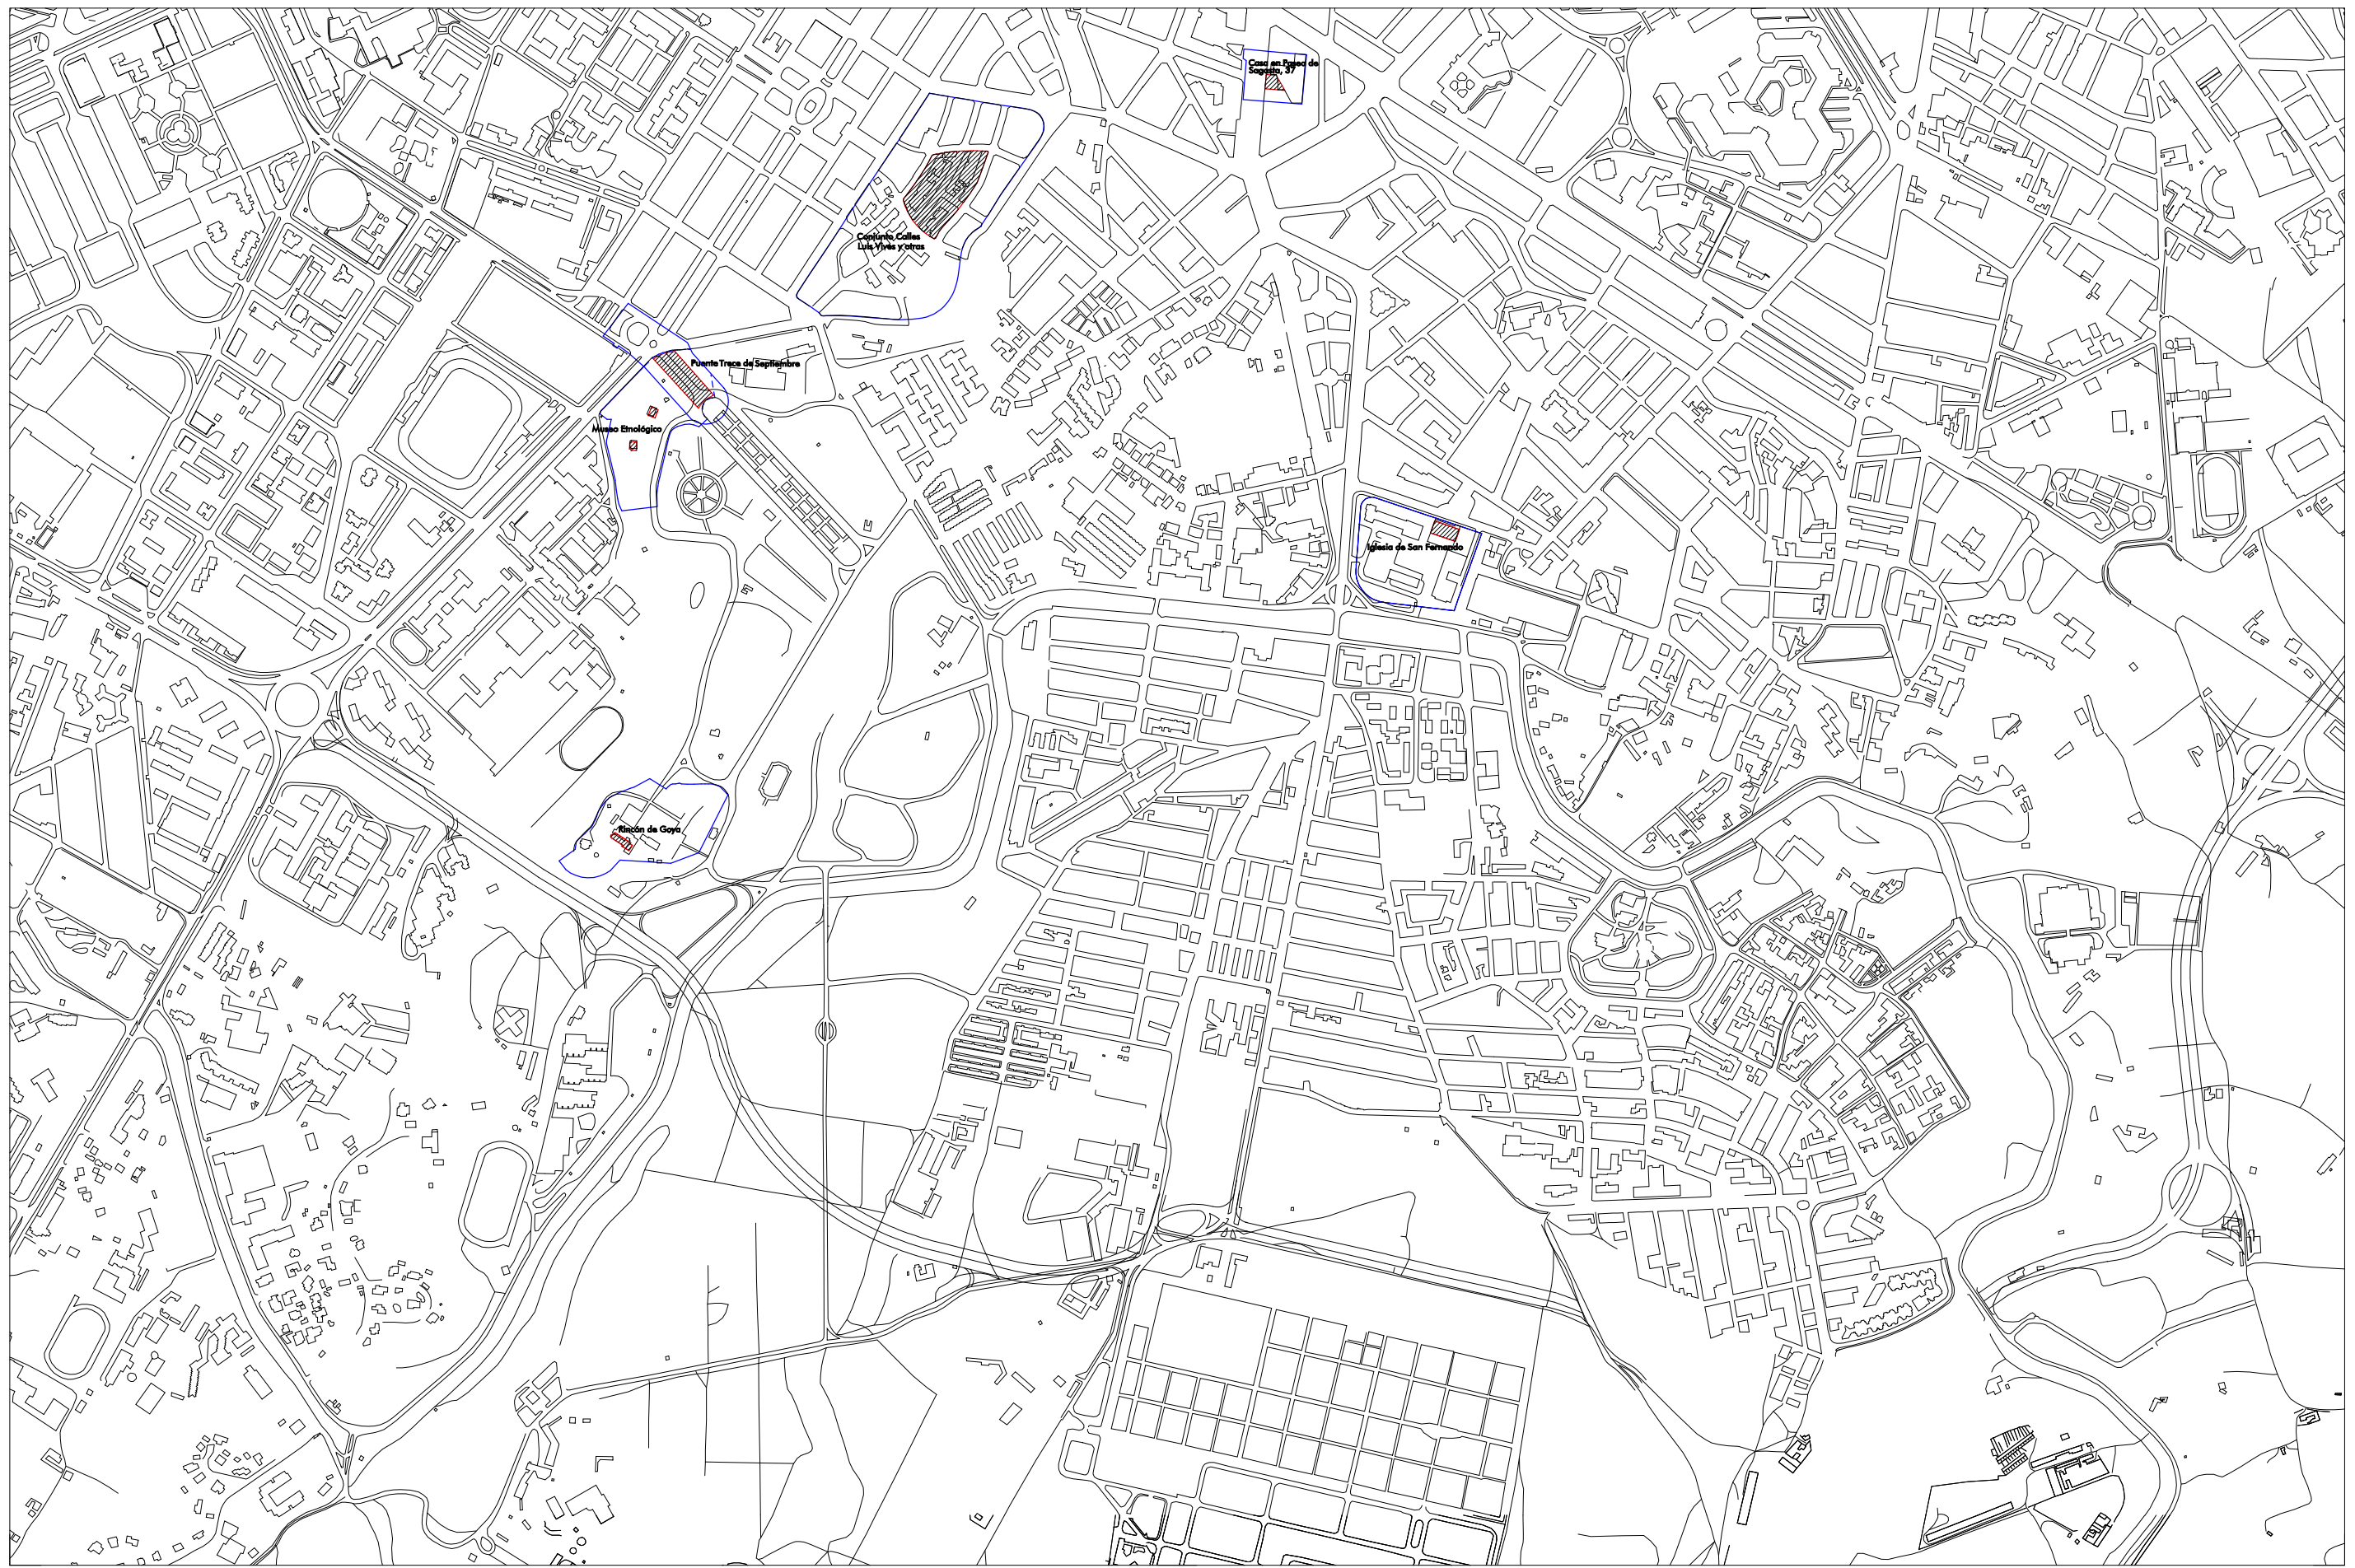 Casa en Paseo de
Sagasta, 37
Conjunto Calles
Luis Vives y otras
Puente Trece de Septiembre
Museo Etnológico
Iglesia de San Fernando
Rincón de Goya